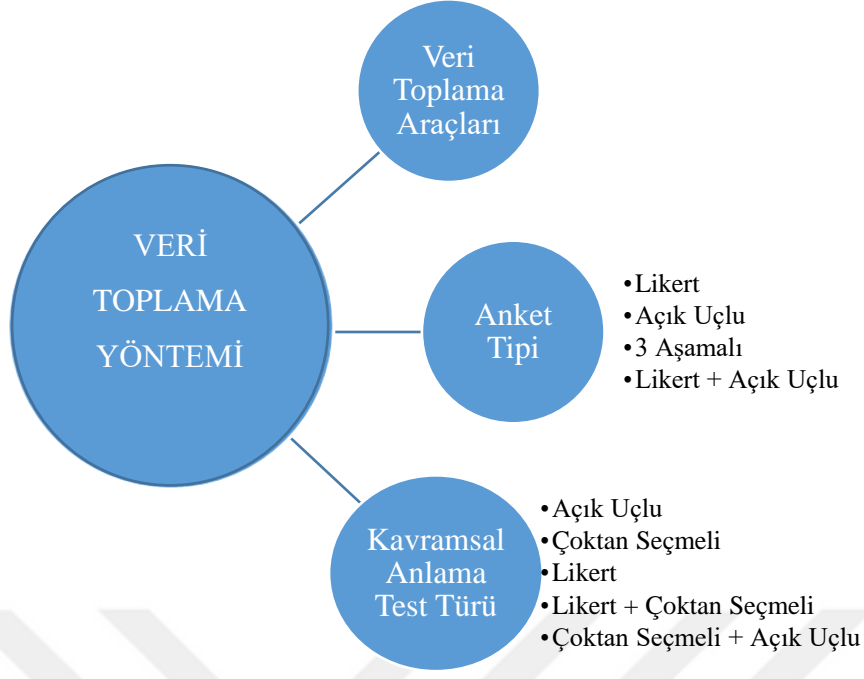 Veri
Toplama
Araçları
VERİ
TOPLAMA
YÖNTEMİ
Anket
Tipi
•Likert
•Açık Uçlu
•3 Aşamalı
•Likert + Açık Uçlu
Kavramsal
Anlama
Test Türü
•Açık Uçlu
•Çoktan Seçmeli
•Likert
•Likert + Çoktan Seçmeli
•Çoktan Seçmeli + Açık Uçlu